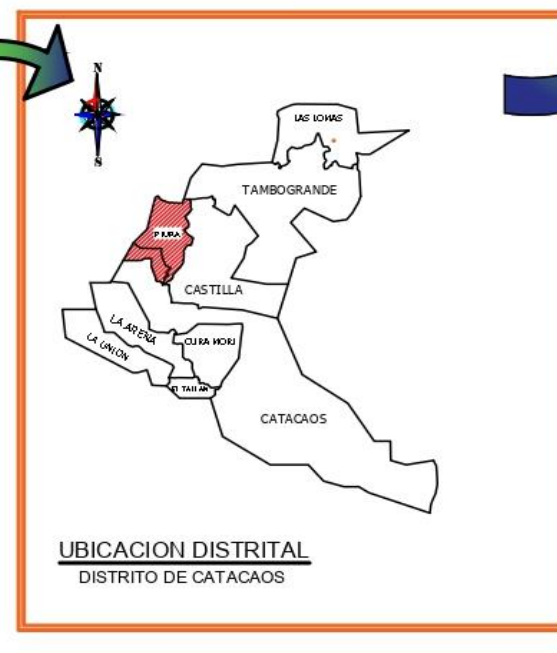 N
S
LAS LOMAS
TAMBOGRANDE
PIURA
CASTILLA
LA ARENA
LA UNION
CURA MORI
EL TALLAN
CATACAOS
UBICACION DISTRITAL
DISTRITO DE CATACAOS